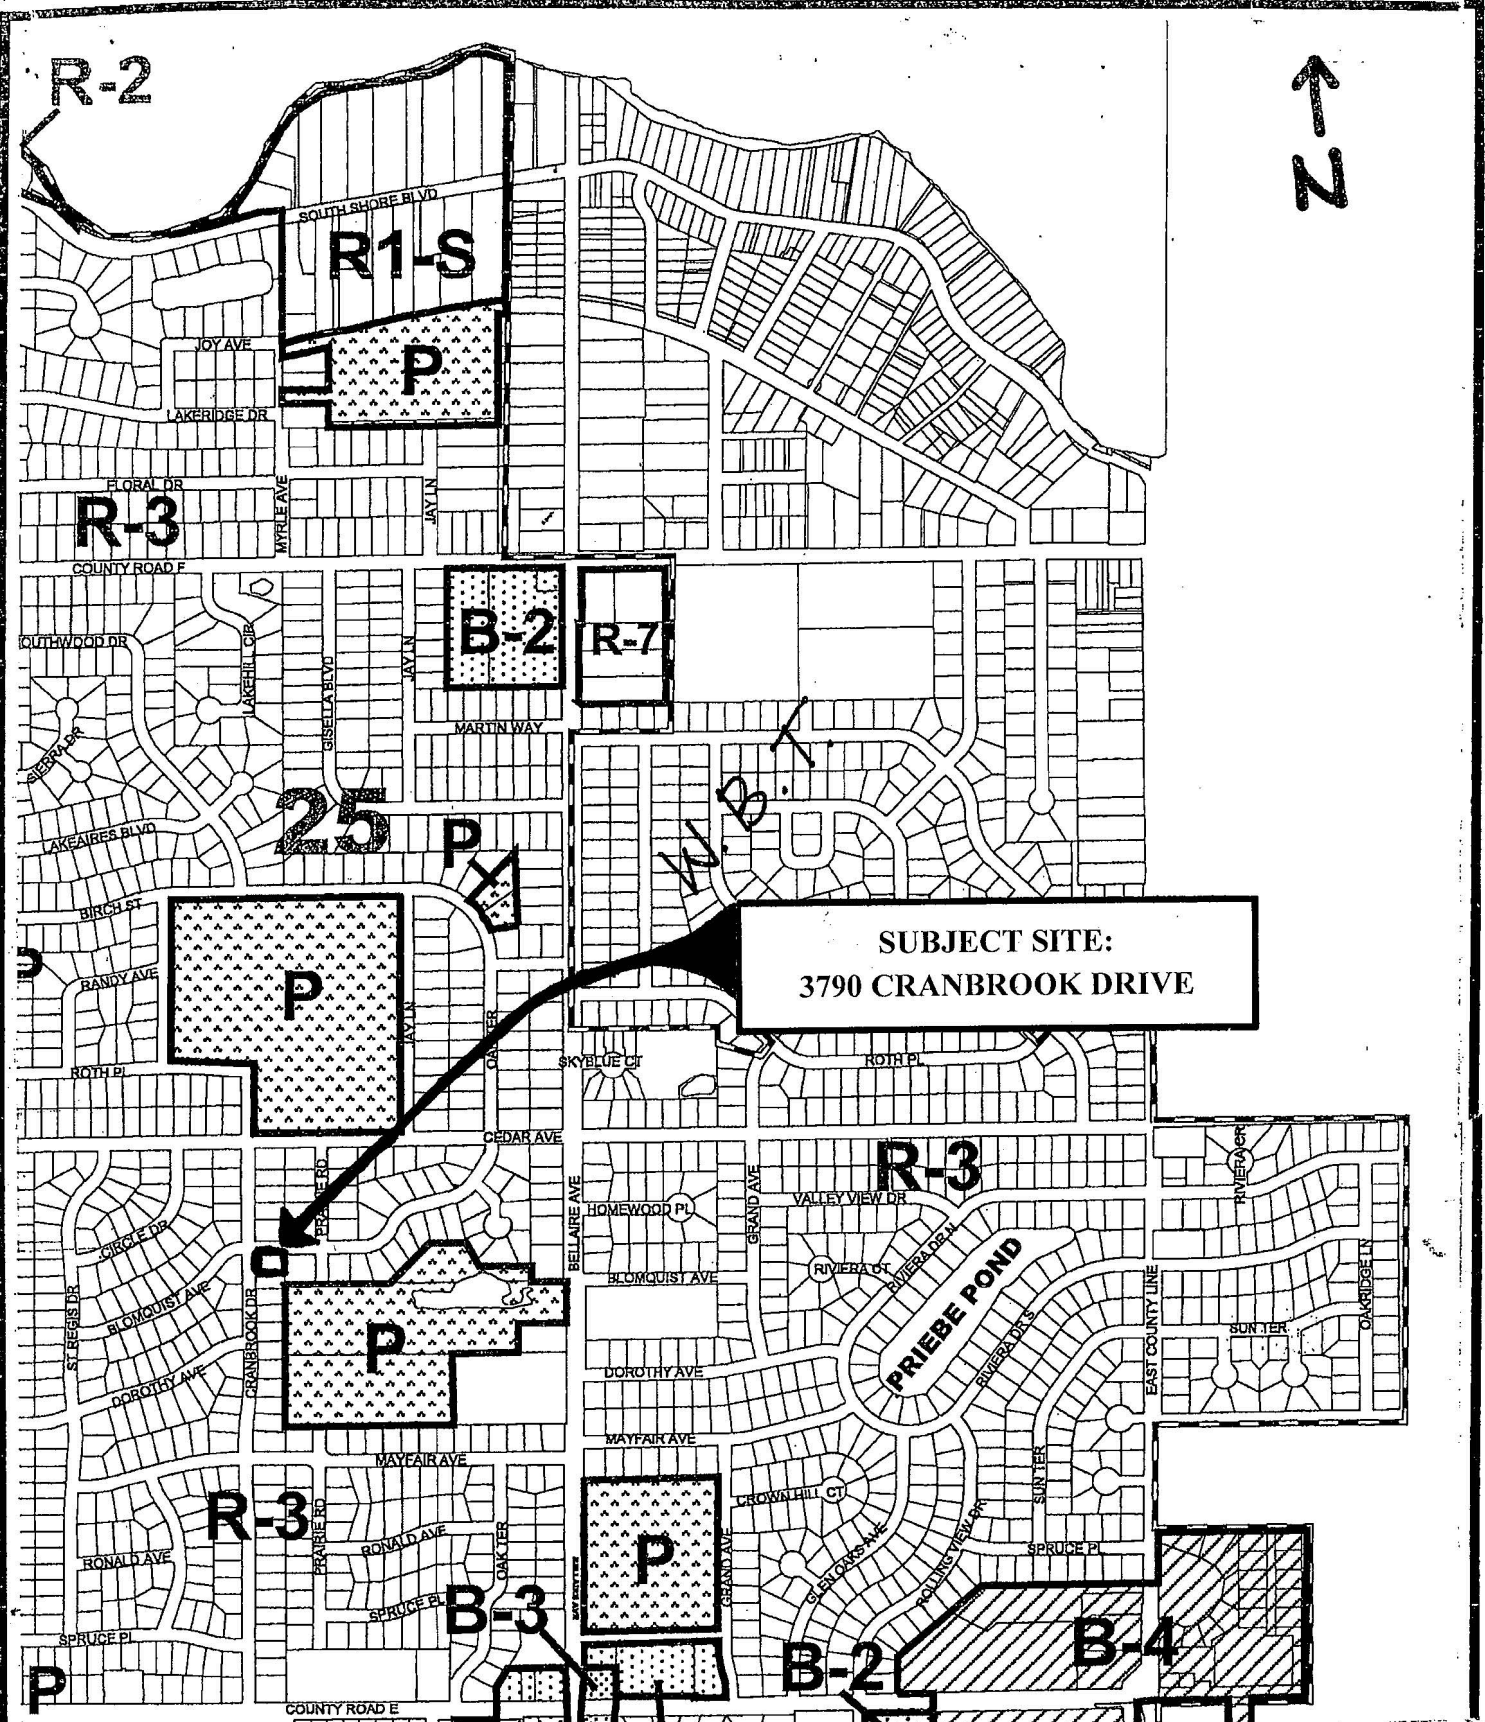 R-2
N
SOUTH SHORE BLVD
R1-S
JOY AVE
P
LAKERIDGE DR
FLORAL DR
R-3
MYRLE AVE
JAY LN
COUNTY ROAD F
OUTHWOOD DR
LAKEHILL CIR
GISELLA BLVD
JAY LN
B-2
R-7
MARTIN WAY
SIERRA DR
W.B.T.
25
LAKEAIRES BLVD
P
BIRCH ST
SUBJECT SITE:
3790 CRANBROOK DRIVE
P
RANDY AVE
P
JAY LN
SKYBLUE CT
ROTH PL
ROTH PL
CEDAR AVE
R-3
RIVIERA CR
PRAIRIE RD
BELLAIRE AVE
HOMEWOOD PL
GRAND AVE
VALLEY VIEW DR
CIRCLE DR
RIVIERA DR N
RIVIERA CT
PRIEBE POND
BLOMQUIST AVE
BLOMQUIST AVE
ST REGIS DR
CRANBROOK DR
P
RIVIERA DR S
EAST COUNTY LINE
SUN TER
OAKRIDGE LN
DOROTHY AVE
DOROTHY AVE
MAYFAIR AVE
MAYFAIR AVE
SUN TER
CROWN HILL CT
R-3
PRAIRIE RD
RONALD AVE
OAK TER
RONALD AVE
P
GRAND AVE
GLEN OAKS AVE
ROLLING VIEW DR
SPRUCE PL
SPRUCE PL
B-3
SPRUCE PL
B-2
B-4
P
COUNTY ROAD E